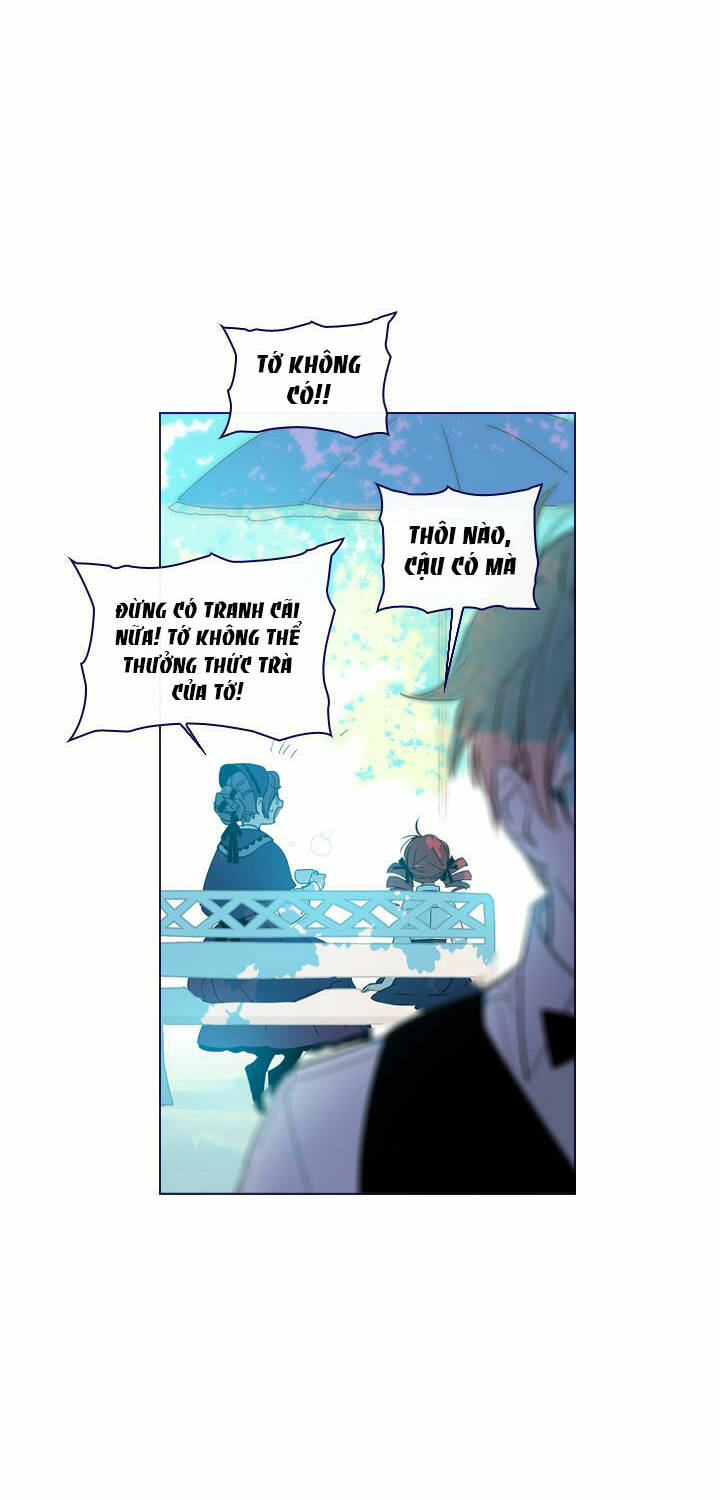 TỚ KHÔNG
CÓ!!
THÔI NÀO,
CẬU CÓ MÀ
ĐỪNG CÓ TRANH CÃI
NỮA! TỚ KHÔNG THỂ
THƯỞNG THỨC TRÀ
CỦA TỚ!